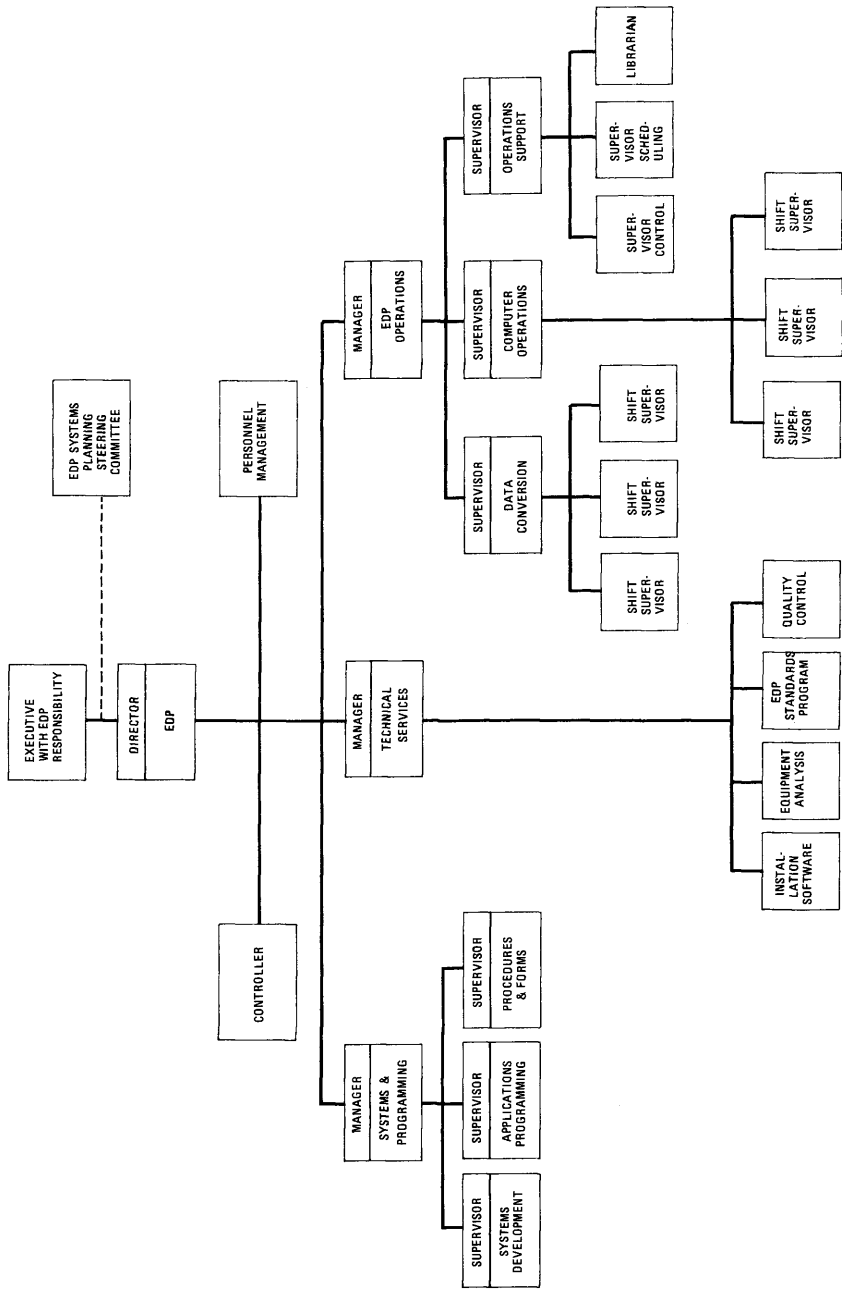 EXECUTIVE
WITH EDP
RESPONSIBILITY
EDP SYSTEMS
PLANNING
STEERING
COMMITTEE
DIRECTOR
EDP
CONTROLLER
PERSONNEL
MANAGEMENT
MANAGER
SYSTEMS &
PROGRAMMING
MANAGER
TECHNICAL
SERVICES
MANAGER
EDP
OPERATIONS
SUPERVISOR
SYSTEMS
DEVELOPMENT
SUPERVISOR
APPLICATIONS
PROGRAMMING
SUPERVISOR
PROCEDURES
& FORMS
SUPERVISOR
DATA
CONVERSION
SUPERVISOR
COMPUTER
OPERATIONS
SUPERVISOR
OPERATIONS
SUPPORT
SHIFT
SUPER-
VISOR
SHIFT
SUPER-
VISOR
SHIFT
SUPER-
VISOR
SUPER-
VISOR
CONTROL
SUPER-
VISOR
SCHED-
ULING
LIBRARIAN
INSTAL-
LATION
SOFTWARE
EQUIPMENT
ANALYSIS
EDP
STANDARDS
PROGRAM
QUALITY
CONTROL
SHIFT
SUPER-
VISOR
SHIFT
SUPER-
VISOR
SHIFT
SUPER-
VISOR